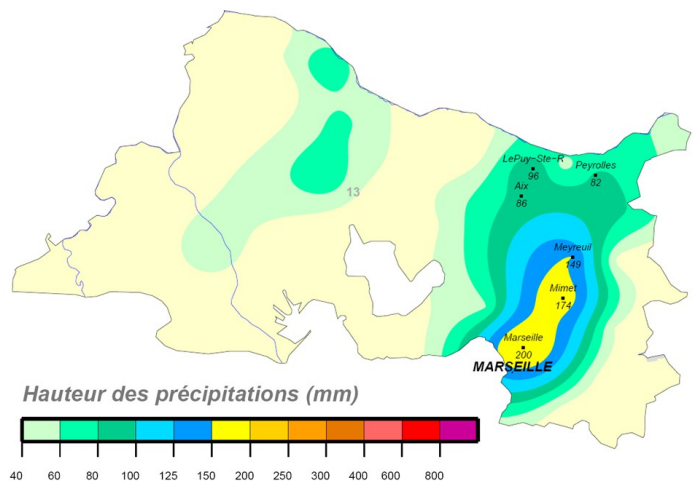 LePuy-Ste-R
96
Peyrolles
82
Aix
86
13
Meyreuil
149
Mimet
174
Marseille
200
MARSEILLE
Hauteur des précipitations (mm)
40 60 80 100 125 150 200 250 300 400 600 800